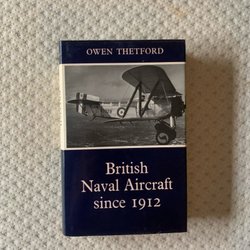 OWEN THETFORD
British
Naval Aircraft
since 1912